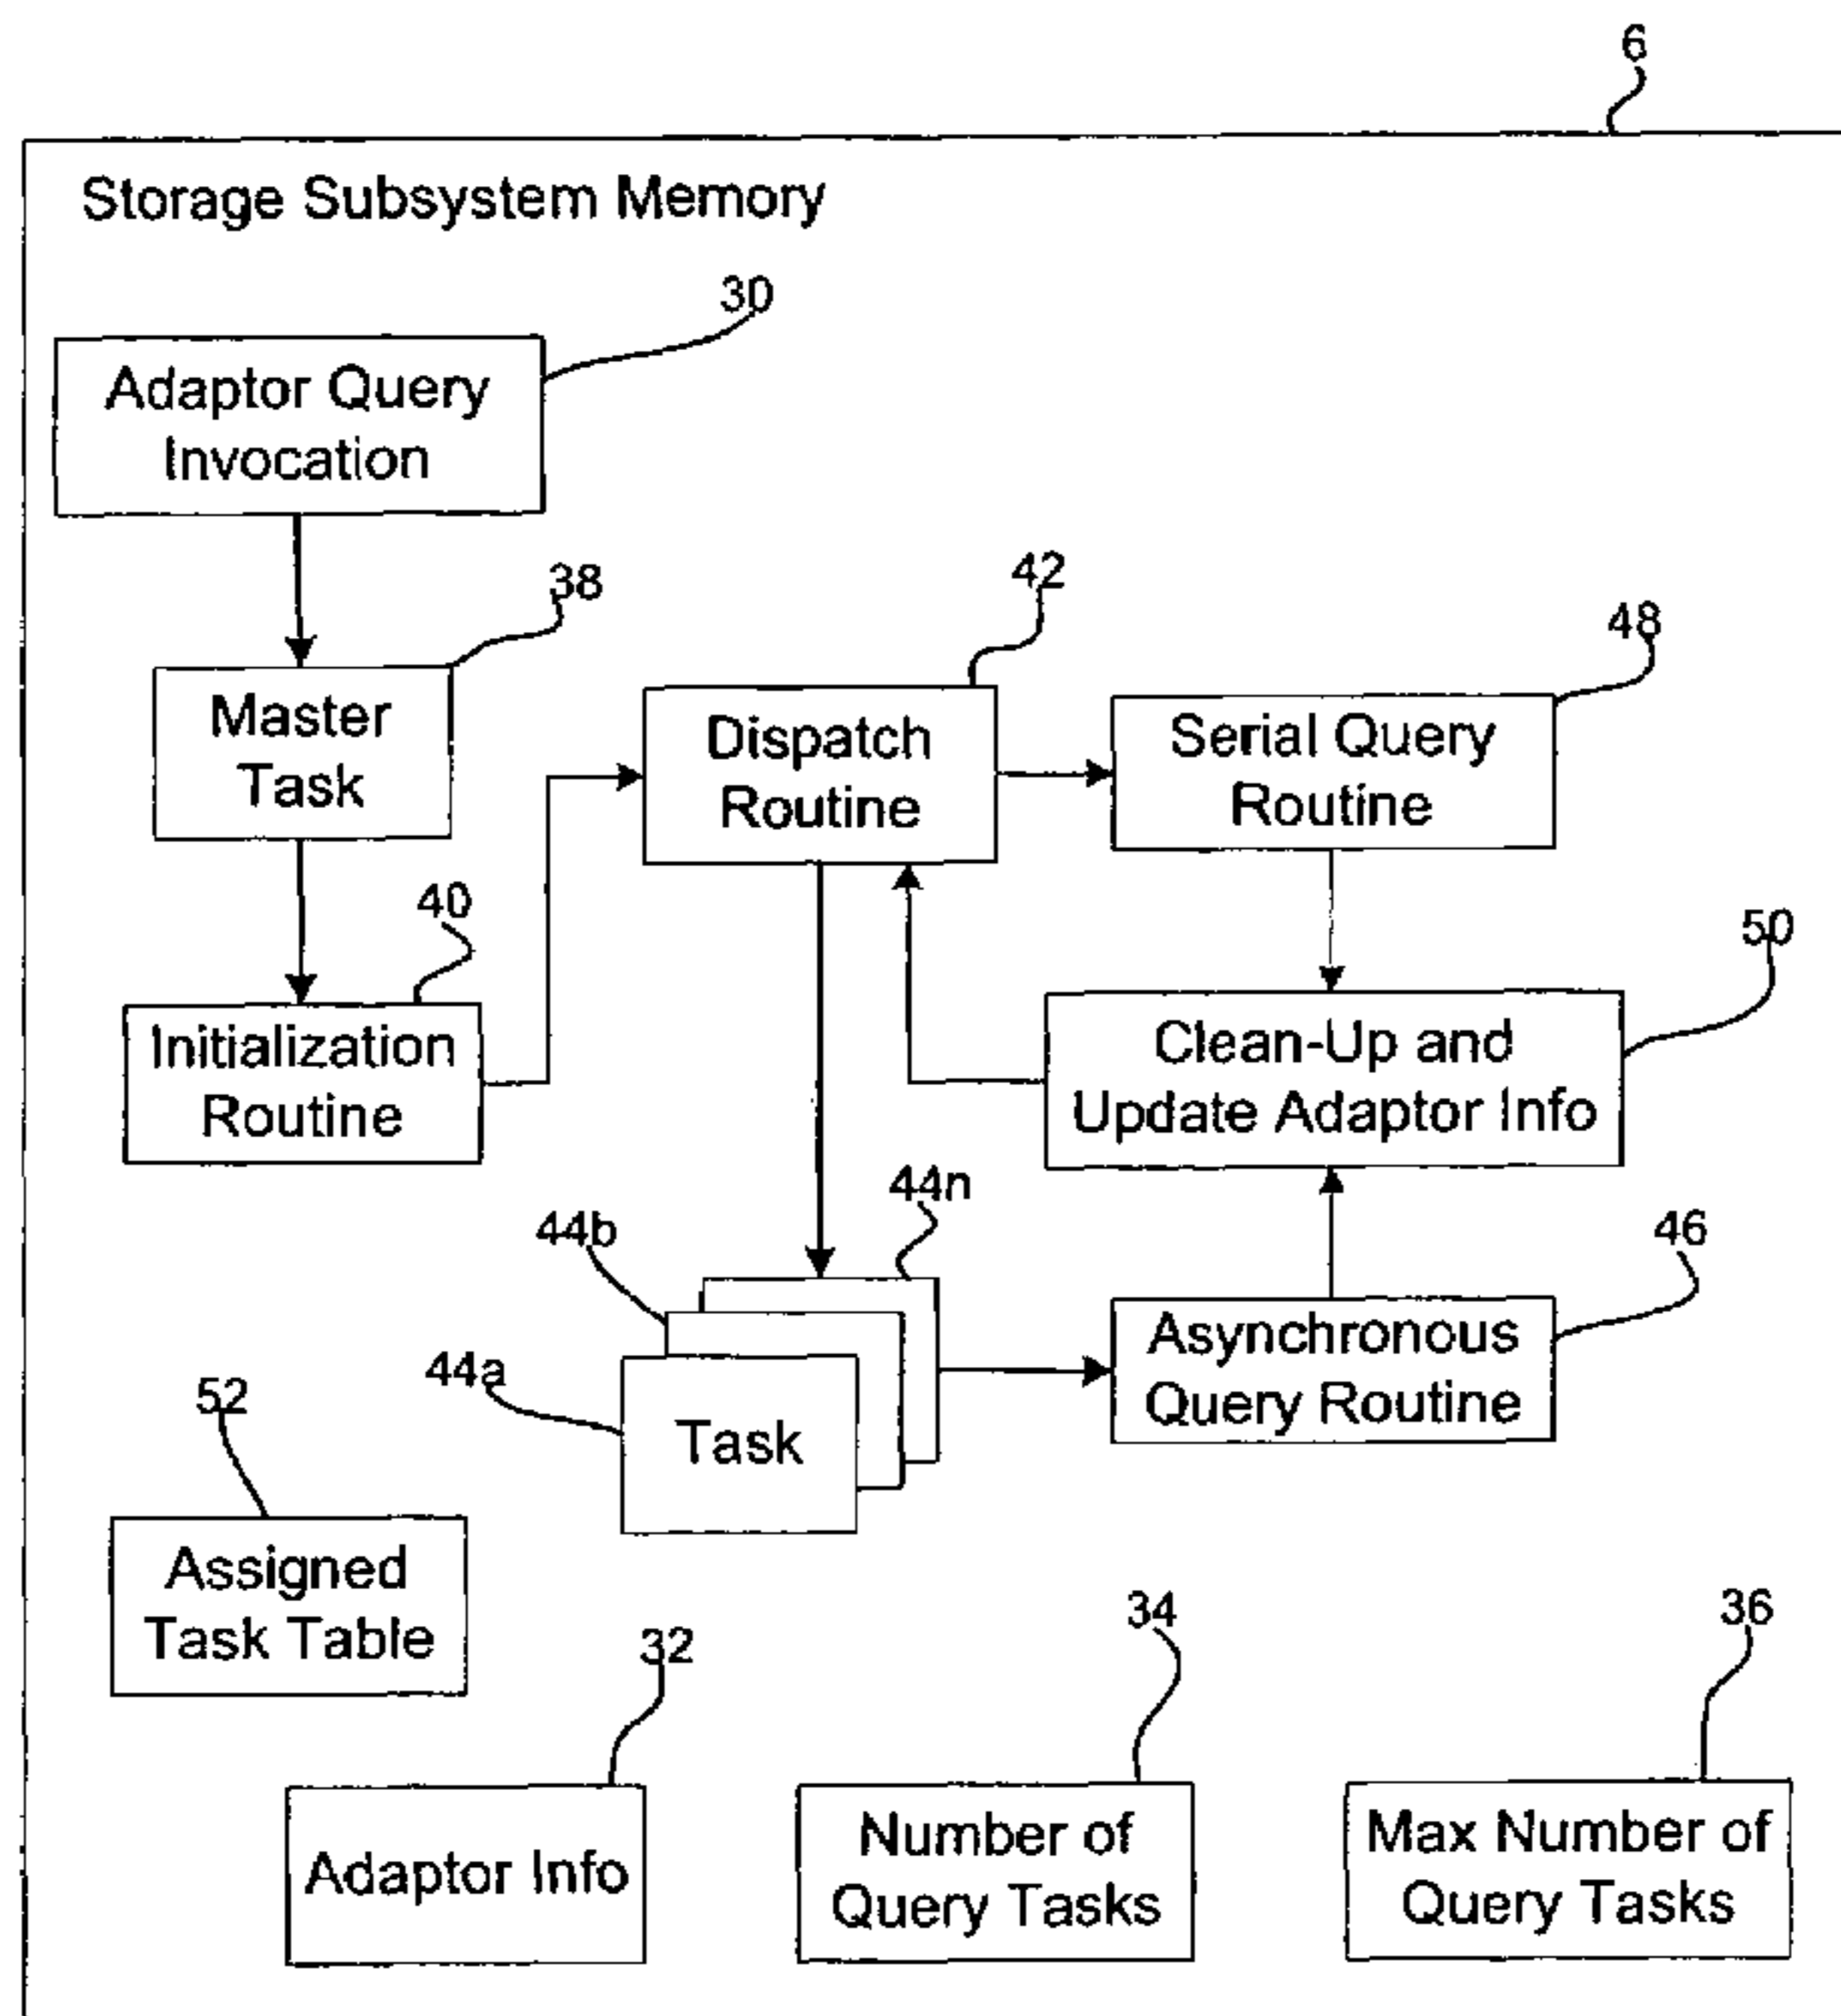 6
Storage Subsystem Memory
30
Adaptor Query
Invocation
38
Master
Task
42
Dispatch
Routine
48
Serial Query
Routine
40
Initialization
Routine
50
Clean-Up and
Update Adaptor Info
44n
44b
44a
Task
46
Asynchronous
Query Routine
52
Assigned
Task Table
32
Adaptor Info
34
Number of
Query Tasks
36
Max Number of
Query Tasks